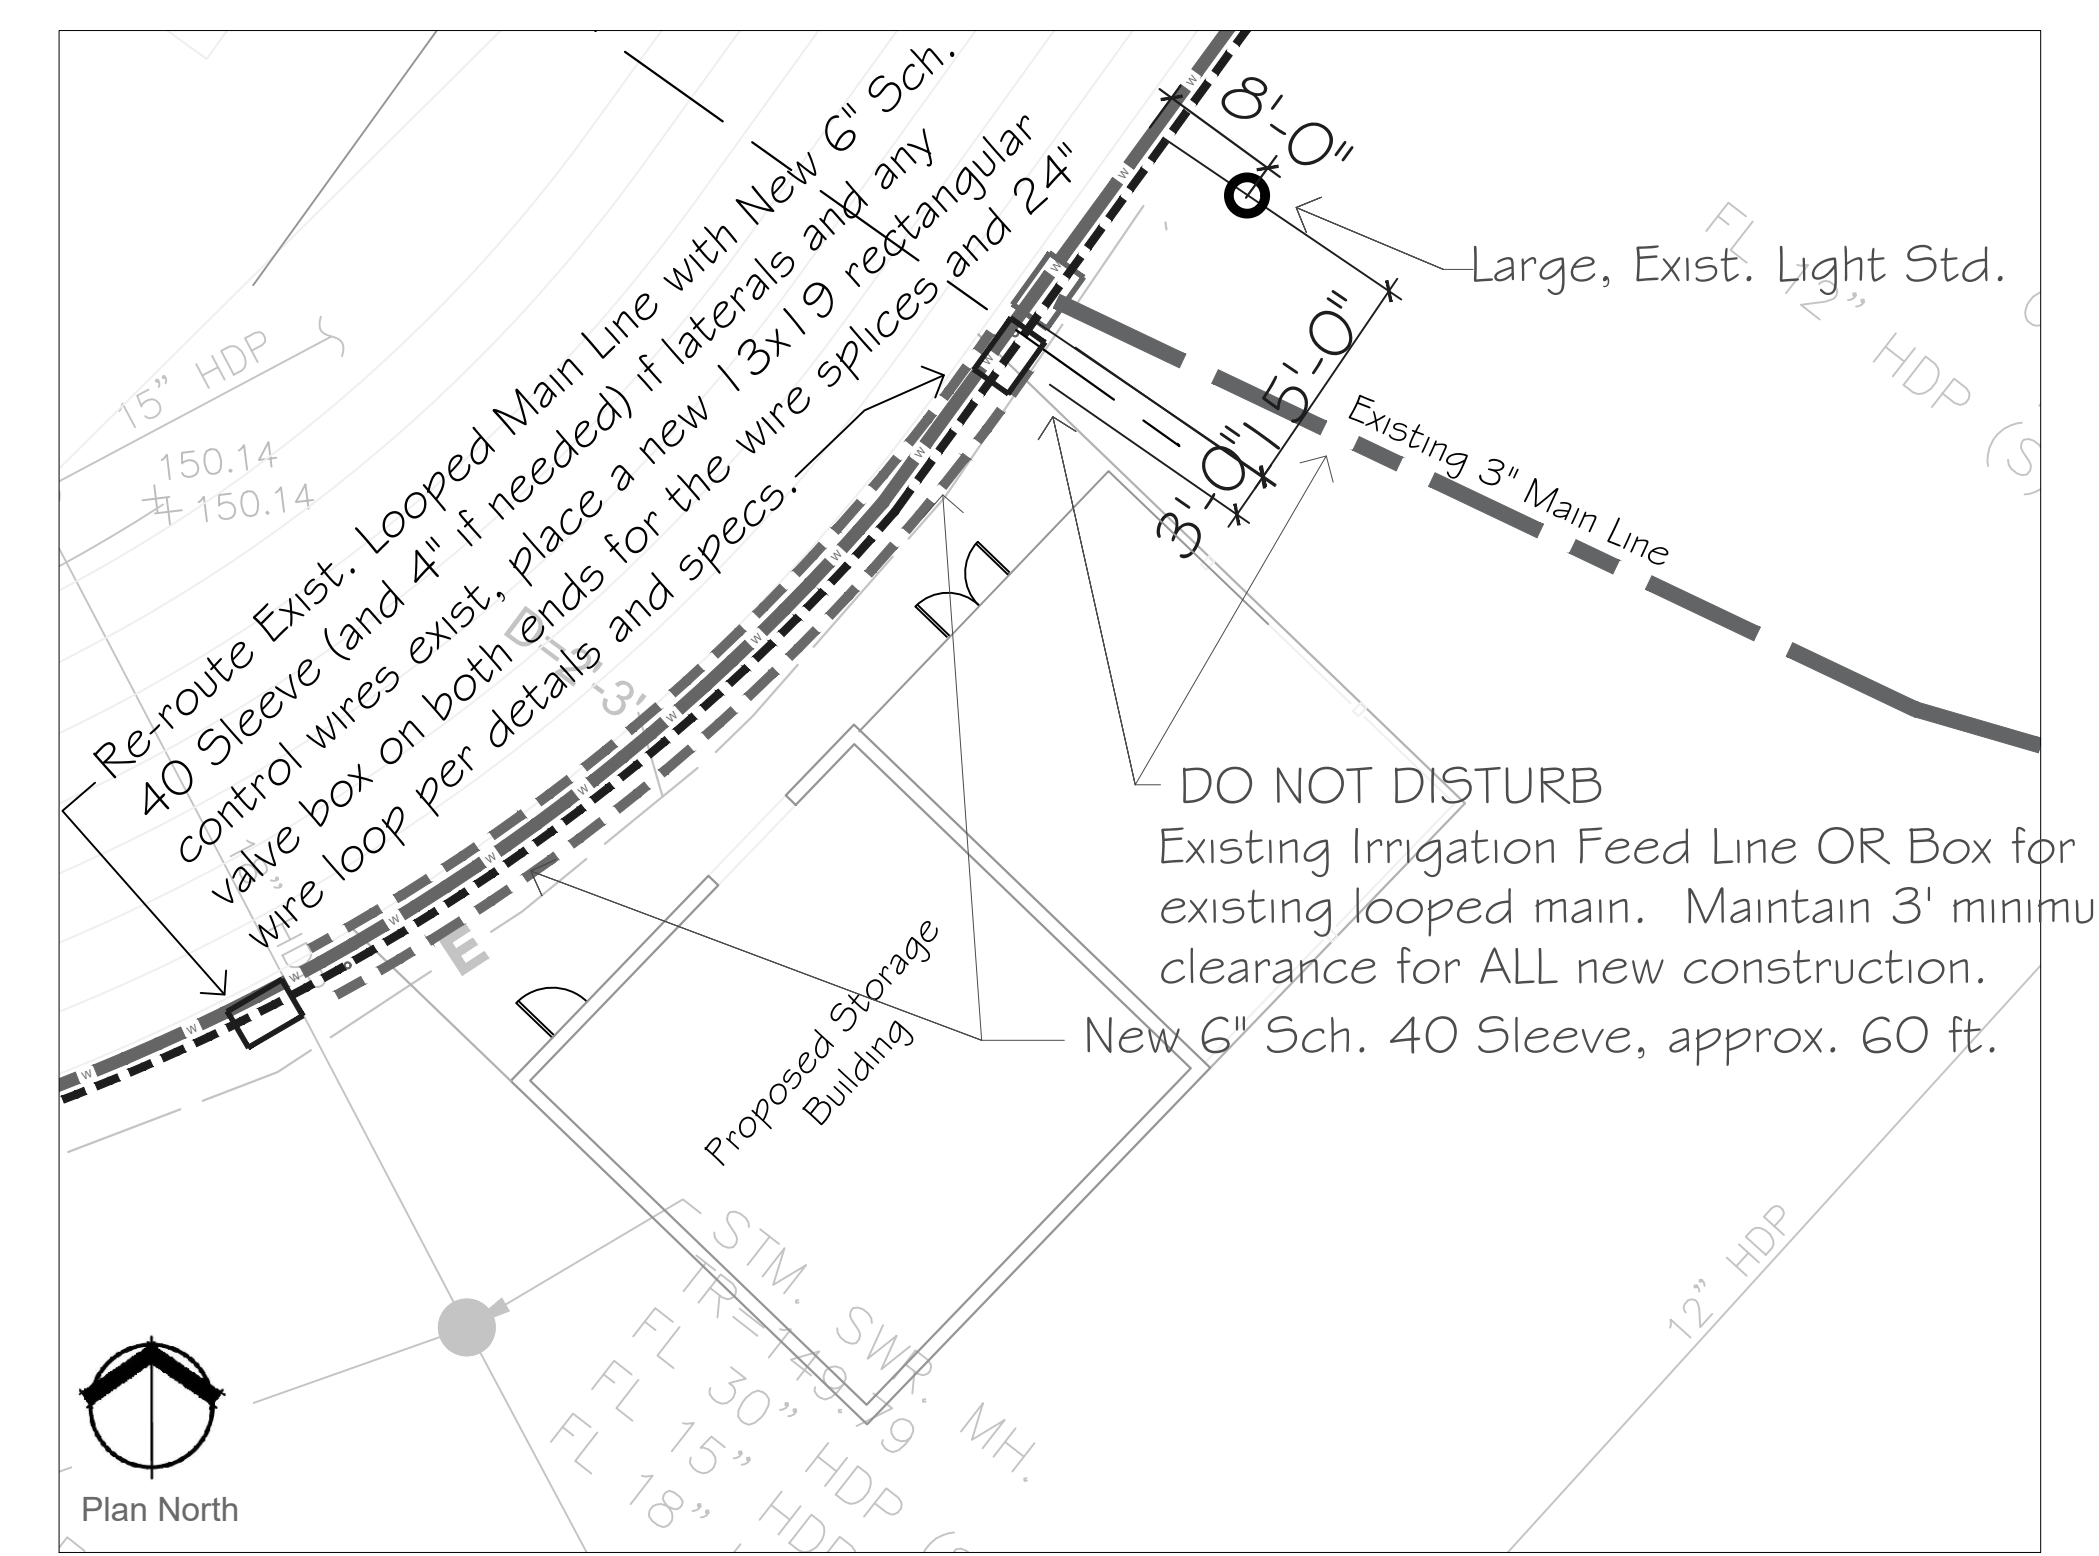 Re-route Exist. Looped Main Line with New 6" Sch.
40 Sleeve (and 4" if needed) if laterals and any
control wires exist, place a new 13x19 rectangular
valve box on both ends for the wire splices and 24"
wire loop per details and specs.
8'-0"
Large, Exist. Light Std.
15'-0"
3'-0"
Existing 3" Main Line
FL 12" HDP (S)
15" HDP
150.14
150.14
DO NOT DISTURB
Existing Irrigation Feed Line OR Box for
existing looped main. Maintain 3' minimu
clearance for ALL new construction.
New 6" Sch. 40 Sleeve, approx. 60 ft.
E
Proposed Storage
Building
STM. SWR. MH.
TR=149.79
FL 30" HDP (S
FL 15" HDP
FL 18"
12" HDP
Plan North
w
w
w
w
w
w
w
w
w
w
w
w
w
w